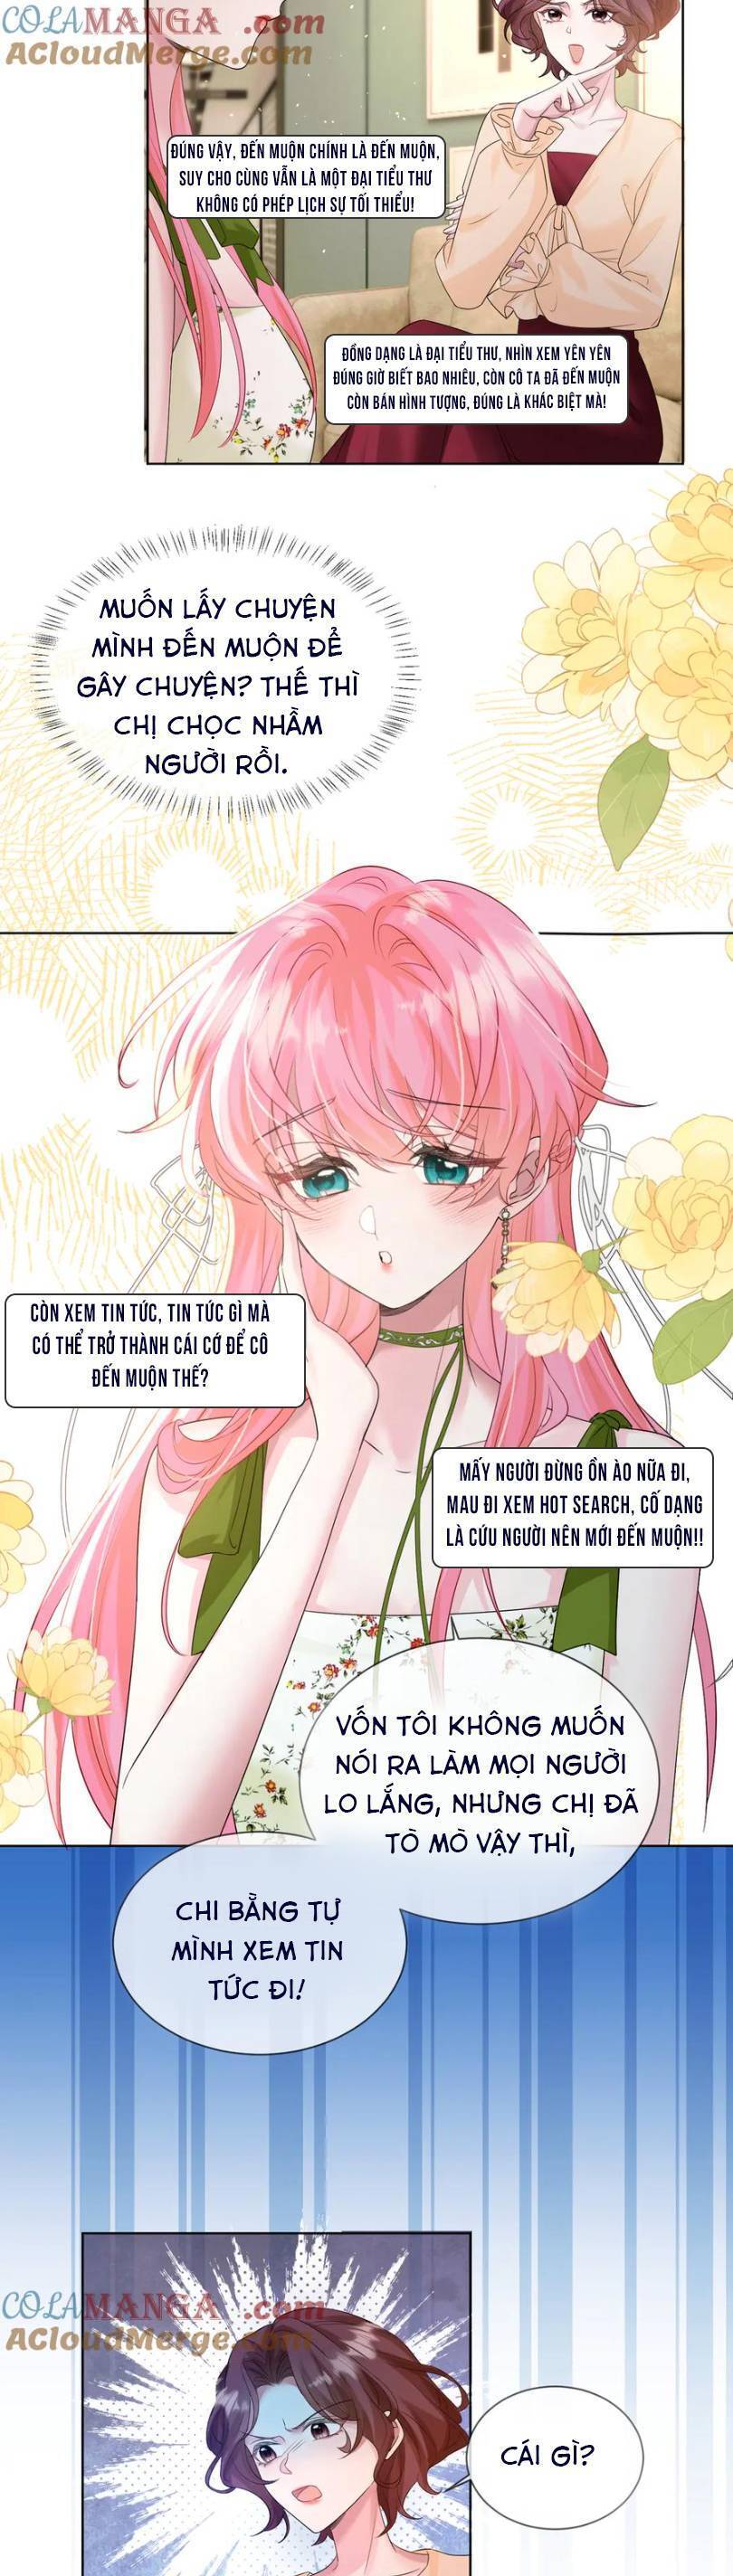 COLAMANGA.com
ACloudMerge.com
ĐÚNG VẬY, ĐẾN MUỘN CHÍNH LÀ ĐẾN MUỘN,
SUY CHO CÙNG VẪN LÀ MỘT ĐẠI TIỂU THƯ
KHÔNG CÓ PHÉP LỊCH SỰ TỐI THIỂU!
ĐỒNG DẠNG LÀ ĐẠI TIỂU THƯ, NHÌN XEM YÊN YÊN
ĐÚNG GIỜ BIẾT BAO NHIÊU, CÒN CÔ TA ĐÃ ĐẾN MUỘN
CÒN BÁN HÌNH TƯỢNG, ĐÚNG LÀ KHÁC BIỆT MÀ!
MUỐN LẤY CHUYỆN
MÌNH ĐẾN MUỘN ĐỂ
GÂY CHUYỆN? THẾ THÌ
CHỊ CHỌC NHẦM
NGƯỜI RỒI.
CÒN XEM TIN TỨC, TIN TỨC GÌ MÀ
CÓ THỂ TRỞ THÀNH CÁI CỚ ĐỂ CÔ
ĐẾN MUỘN THẾ?
MẤY NGƯỜI ĐỪNG ỒN ÀO NỮA ĐI,
MAU ĐI XEM HOT SEARCH, CỐ DẠNG
LÀ CỨU NGƯỜI NÊN MỚI ĐẾN MUỘN!!
VỐN TÔI KHÔNG MUỐN
NÓI RA LÀM MỌI NGƯỜI
LO LẮNG, NHƯNG CHỊ ĐÃ
TÒ MÒ VẬY THÌ,
CHI BẰNG TỰ
MÌNH XEM TIN
TỨC ĐI!
COLAMANGA.com
ACloudMerge.com
CÁI GÌ?